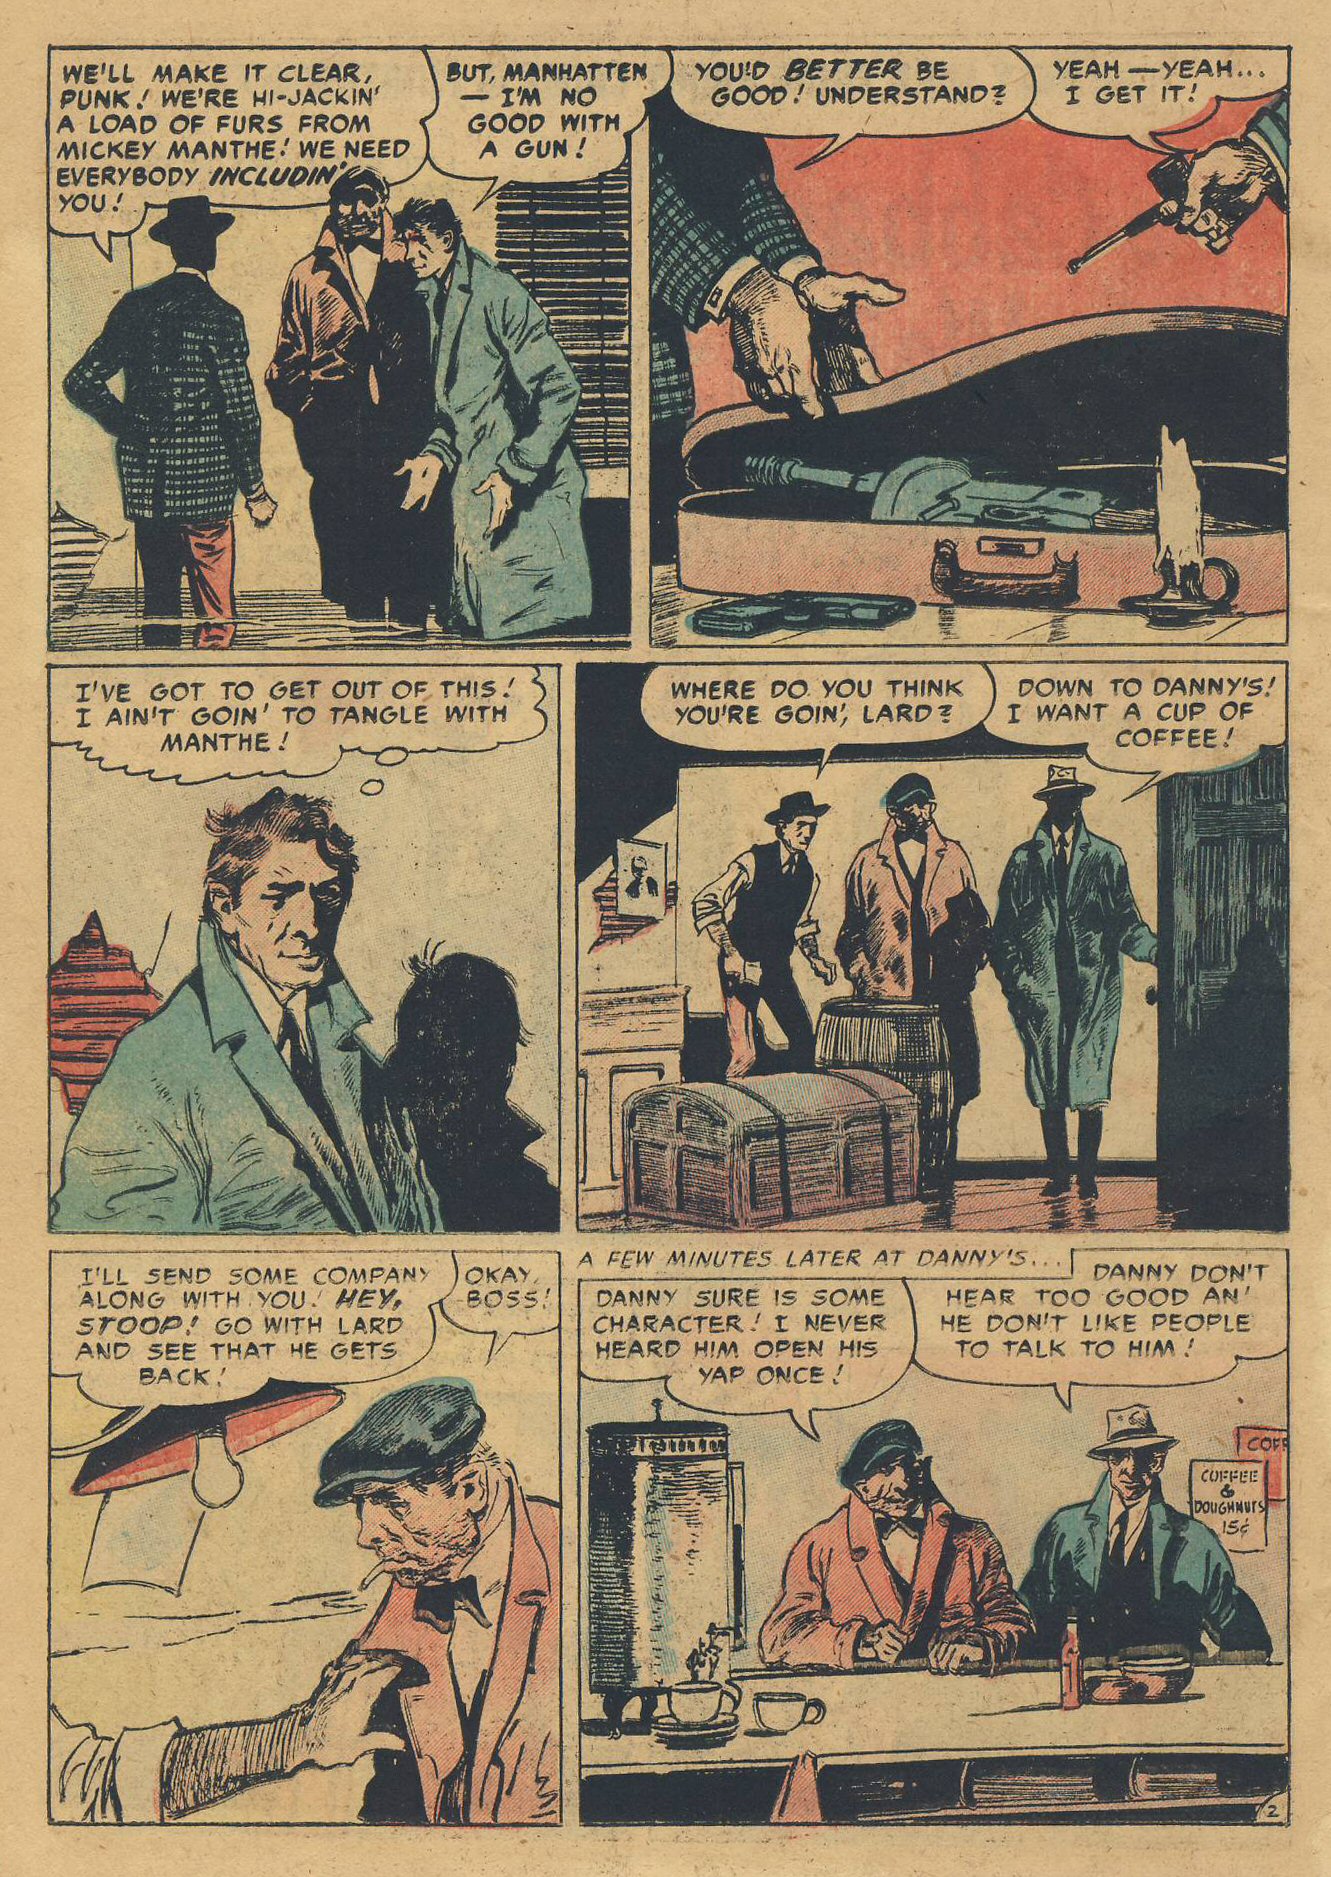 WE'LL MAKE IT CLEAR,
PUNK! WE'RE HI-JACKIN'
A LOAD OF FURS FROM
MICKEY MANTHE! WE NEED
EVERYBODY INCLUDIN'
YOU!
BUT, MANHATTEN
— I'M NO
GOOD WITH
A GUN!
YOU'D BETTER BE
GOOD! UNDERSTAND?
YEAH — YEAH...
I GET IT!
I'VE GOT TO GET OUT OF THIS!
I AIN'T GOIN' TO TANGLE WITH
MANTHE!
WHERE DO YOU THINK
YOU'RE GOIN', LARD?
DOWN TO DANNY'S!
I WANT A CUP OF
COFFEE!
I'LL SEND SOME COMPANY
ALONG WITH YOU! HEY,
STOOP! GO WITH LARD
AND SEE THAT HE GETS
BACK!
OKAY,
BOSS!
A FEW MINUTES LATER AT DANNY'S...
DANNY SURE IS SOME
CHARACTER! I NEVER
HEARD HIM OPEN HIS
YAP ONCE!
DANNY DON'T
HEAR TOO GOOD AN'
HE DON'T LIKE PEOPLE
TO TALK TO HIM!
COFF
COFFEE
&
DOUGHNUTS
15¢
2